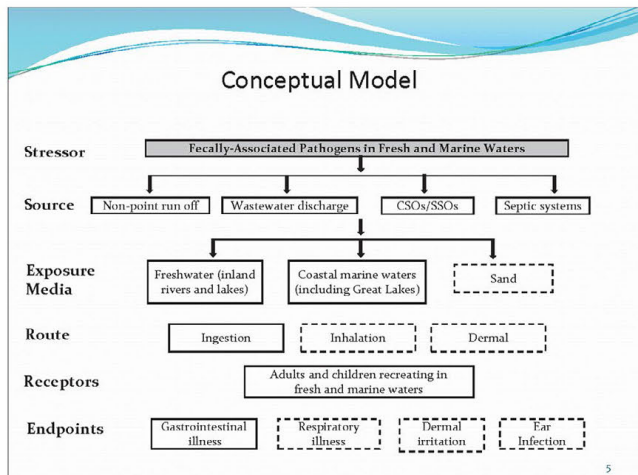 Conceptual Model
Stressor
Fecally-Associated Pathogens in Fresh and Marine Waters
Source
Non-point run off
Wastewater discharge
CSOs/SSOs
Septic systems
Exposure
Media
Freshwater (inland
rivers and lakes)
Coastal marine waters
(including Great Lakes)
Sand
Route
Ingestion
Inhalation
Dermal
Receptors
Adults and children recreating in
fresh and marine waters
Endpoints
Gastrointestinal
illness
Respiratory
illness
Dermal
irritation
Ear
Infection
5